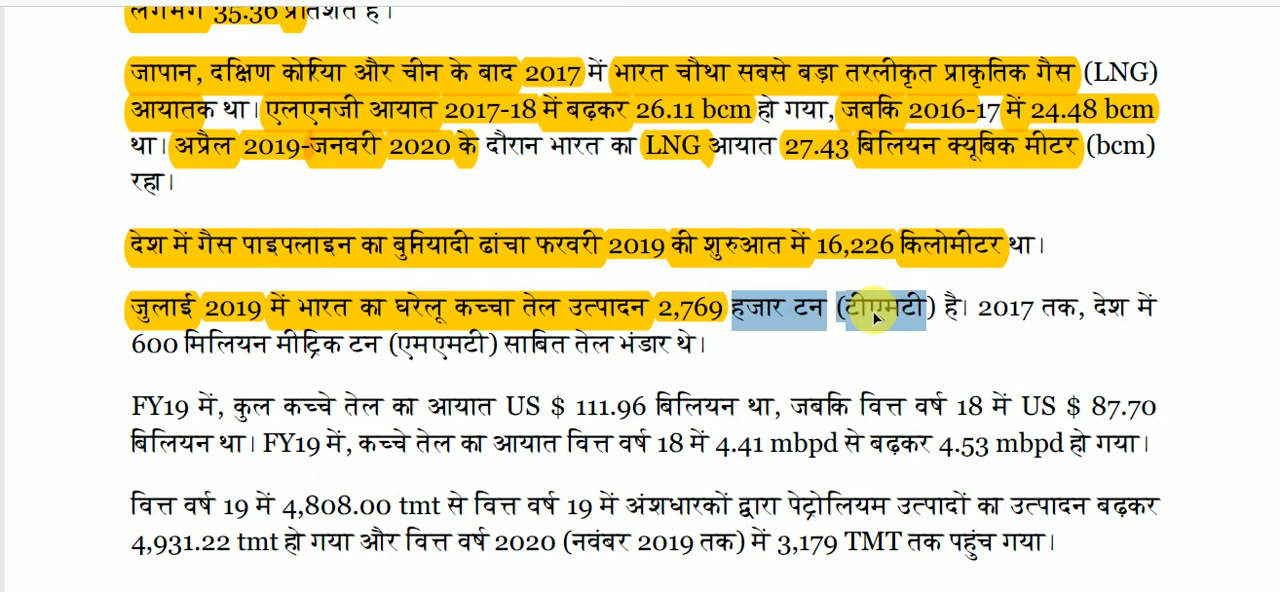 लगभग 35.36 प्रतिशत है।
जापान, दक्षिण कोरिया और चीन के बाद 2017 में भारत चौथा सबसे बड़ा तरलीकृत प्राकृतिक गैस (LNG)
आयातक था। एलएनजी आयात 2017-18 में बढ़कर 26.11 bcm हो गया, जबकि 2016-17 में 24.48 bcm
था। अप्रैल 2019-जनवरी 2020 के दौरान भारत का LNG आयात 27.43 बिलियन क्यूबिक मीटर (bcm)
रहा।
देश में गैस पाइपलाइन का बुनियादी ढांचा फरवरी 2019 की शुरुआत में 16,226 किलोमीटर था।
जुलाई 2019 में भारत का घरेलू कच्चा तेल उत्पादन 2,769 हजार टन (टीएमटी) है। 2017 तक, देश में
600 मिलियन मीट्रिक टन (एमएमटी) साबित तेल भंडार थे।
FY19 में, कुल कच्चे तेल का आयात US $ 111.96 बिलियन था, जबकि वित्त वर्ष 18 में US $ 87.70
बिलियन था। FY19 में, कच्चे तेल का आयात वित्त वर्ष 18 में 4.41 mbpd से बढ़कर 4.53 mbpd हो गया।
वित्त वर्ष 19 में 4,808.00 tmt से वित्त वर्ष 19 में अंशधारकों द्वारा पेट्रोलियम उत्पादों का उत्पादन बढ़कर
4,931.22 tmt हो गया और वित्त वर्ष 2020 (नवंबर 2019 तक) में 3,179 TMT तक पहुंच गया।